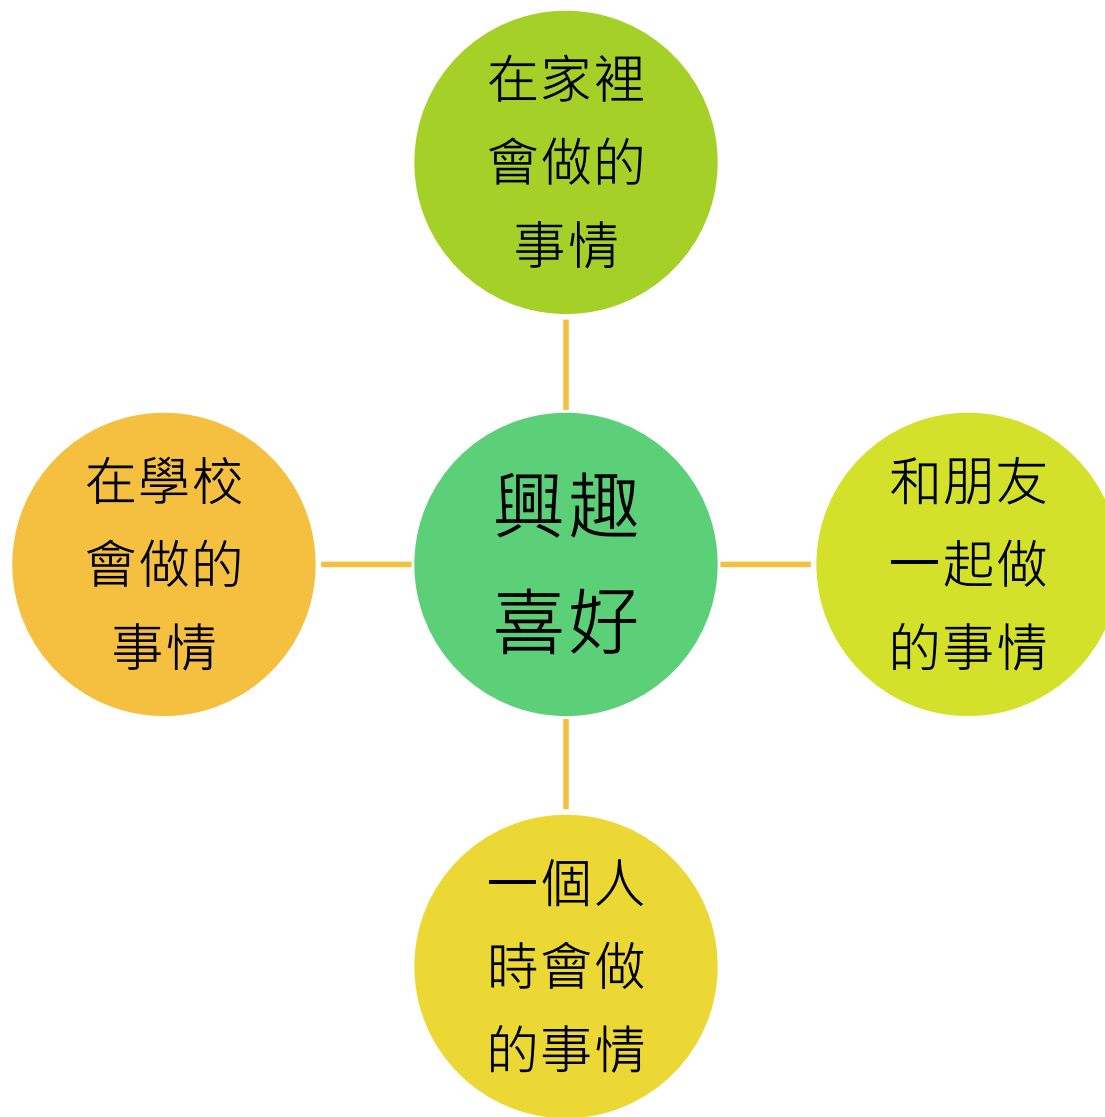 在家裡
會做的
事情
在學校
會做的
事情
興趣
喜好
和朋友
一起做
的事情
一個人
時會做
的事情